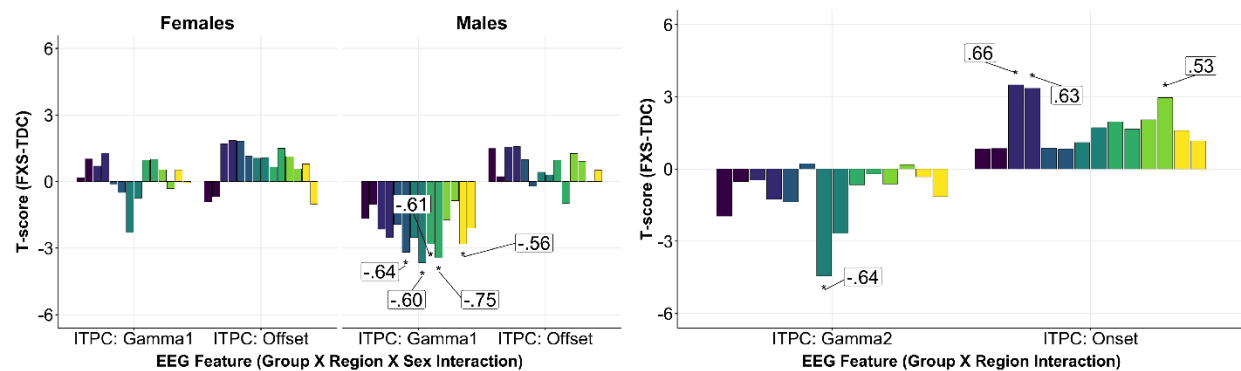 Females
Males
T-score (FXS-TDC)
6
3
0
-3
-6
-.61
-.64
-.60
-.75
-.56
*
*
*
*
*
ITPC: Gamma1
ITPC: Offset
ITPC: Gamma1
ITPC: Offset
EEG Feature (Group X Region X Sex Interaction)
T-score (FXS-TDC)
6
3
0
-3
-6
.66
.63
.53
*
*
*
-.64
*
ITPC: Gamma2
ITPC: Onset
EEG Feature (Group X Region Interaction)